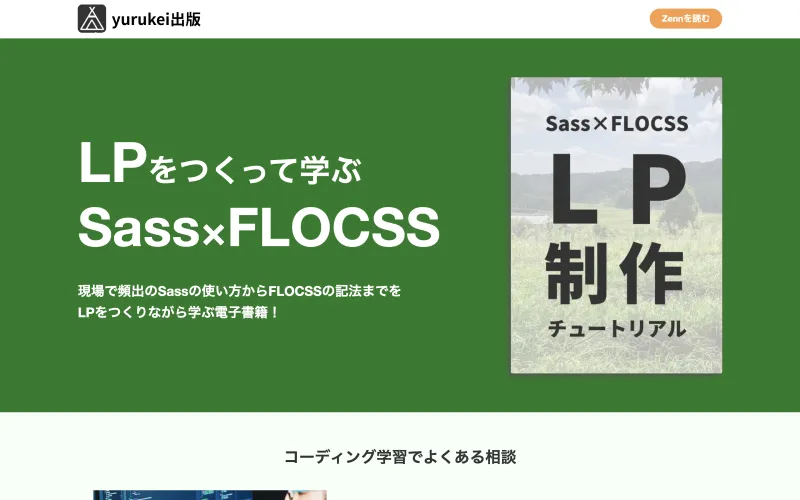 yurukei出版
Zennを読む
LPをつくって学ぶ
Sass×FLOCSS
現場で頻出のSassの使い方からFLOCSSの記法までを
LPをつくりながら学ぶ電子書籍！
Sass×FLOCSS
LP
制作
チュートリアル
コーディング学習でよくある相談